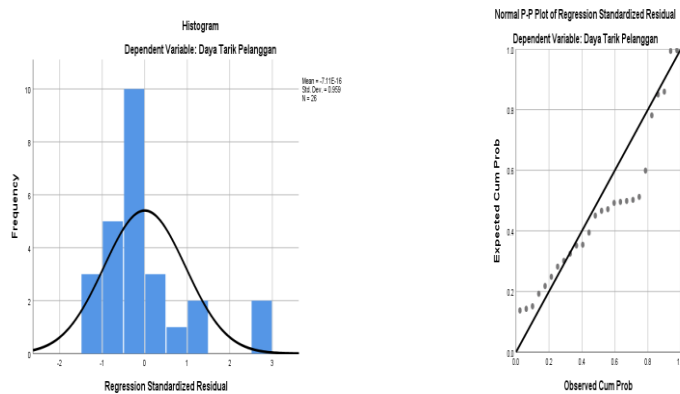 Histogram
Dependent Variable: Daya Tarik Pelanggan
Mean = -7.11E-16
Std. Dev. = 0.959
N = 26
Frequency
10
8
6
4
2
0
-2 -1 0 1 2 3
Regression Standardized Residual
Normal P-P Plot of Regression Standardized Residual
Dependent Variable: Daya Tarik Pelanggan
Expected Cum Prob
1.0
0.8
0.6
0.4
0.2
0.0
0.0 0.2 0.4 0.6 0.8 1.0
Observed Cum Prob